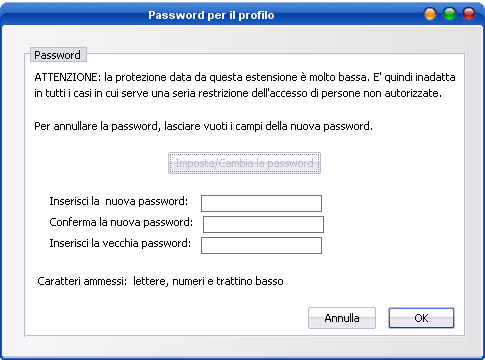 Password per il profilo
Password
ATTENZIONE: la protezione data da questa estensione è molto bassa. E' quindi inadatta
in tutti i casi in cui serve una seria restrizione dell'accesso di persone non autorizzate.
Per annullare la password, lasciare vuoti i campi della nuova password.
Imposta/Cambia la password
Inserisci la nuova password:
Conferma la nuova password:
Inserisci la vecchia password:
Caratteri ammessi: lettere, numeri e trattino basso
Annulla OK